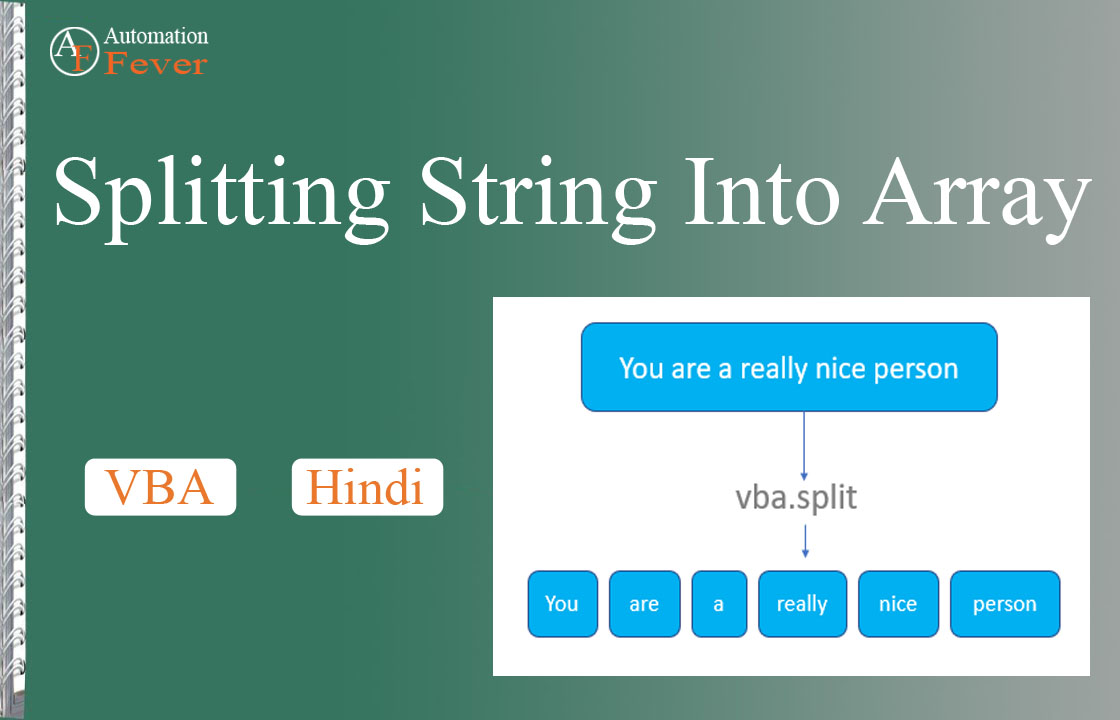 AF Automation
Fever
Splitting String Into Array
You are a really nice person
VBA Hindi
vba.split
You are a really nice person